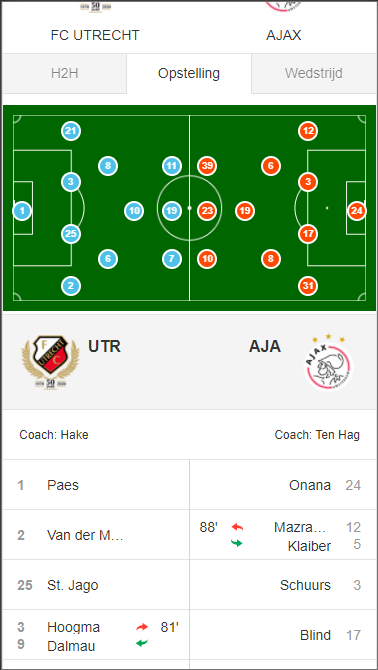 FC UTRECHT AJAX
H2H Opstelling Wedstrijd
21 12
8 11 39 6
3 3
1 10 19 23 19 24
25 17
6 7 10 8
2 31
UTR AJA
FC
UTRECHT
AJAX
Coach: Hake Coach: Ten Hag
1 Paes Onana 24
2 Van der M... 88' Mazra... 12
Klaiber 5
25 St. Jago Schuurs 3
3 Hoogma 81' Blind 17
9 Dalmau